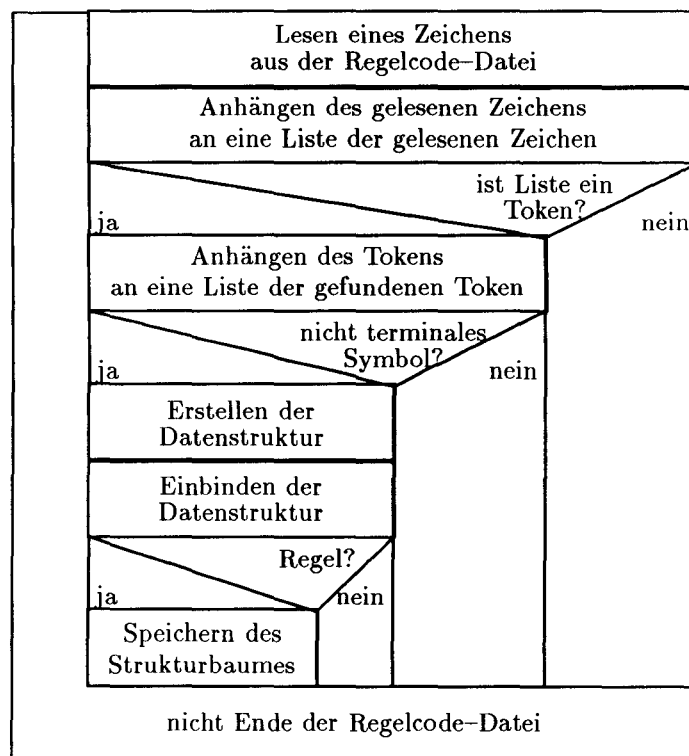 Lesen eines Zeichens
aus der Regelcode–Datei
Anhängen des gelesenen Zeichens
an eine Liste der gelesenen Zeichen
ist Liste ein
Token?
ja
nein
Anhängen des Tokens
an eine Liste der gefundenen Token
nicht terminales
Symbol?
ja
nein
Erstellen der
Datenstruktur
Einbinden der
Datenstruktur
Regel?
ja
nein
Speichern des
Strukturbaumes
nicht Ende der Regelcode–Datei